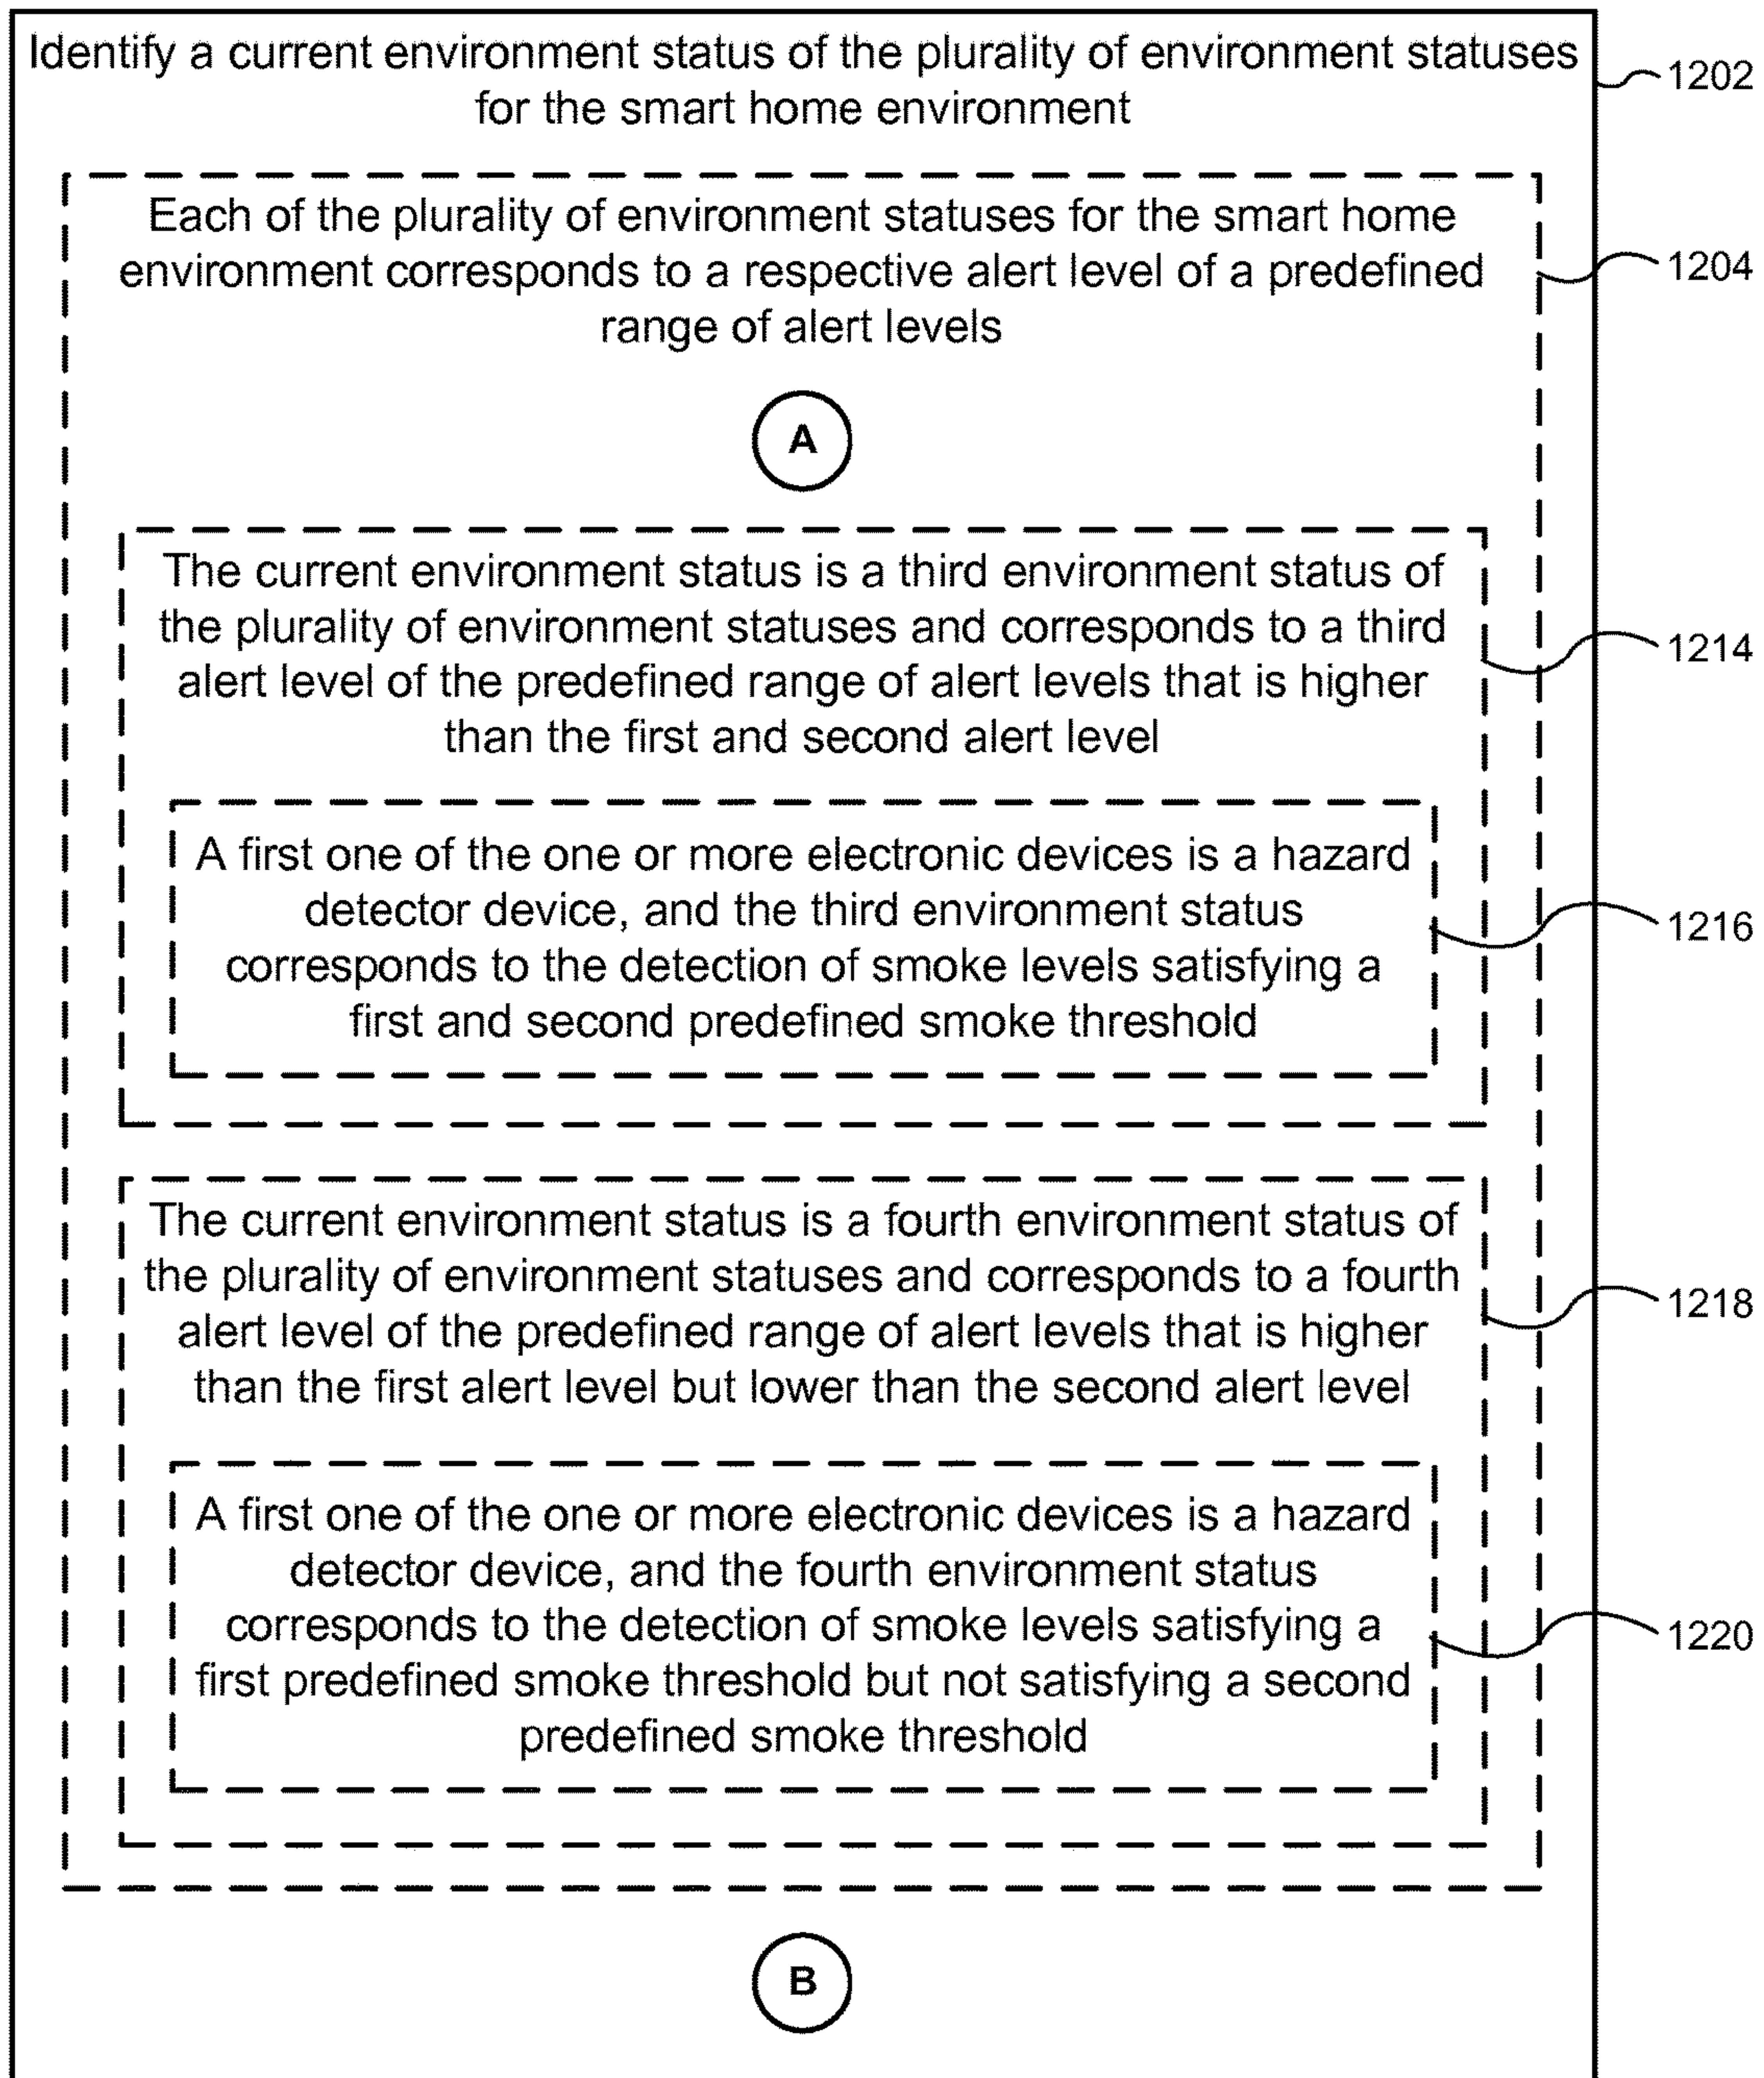 Identify a current environment status of the plurality of environment statuses
for the smart home environment
1202
Each of the plurality of environment statuses for the smart home
environment corresponds to a respective alert level of a predefined
range of alert levels
1204
A
The current environment status is a third environment status of
the plurality of environment statuses and corresponds to a third
alert level of the predefined range of alert levels that is higher
than the first and second alert level
1214
A first one of the one or more electronic devices is a hazard
detector device, and the third environment status
corresponds to the detection of smoke levels satisfying a
first and second predefined smoke threshold
1216
The current environment status is a fourth environment status of
the plurality of environment statuses and corresponds to a fourth
alert level of the predefined range of alert levels that is higher
than the first alert level but lower than the second alert level
1218
A first one of the one or more electronic devices is a hazard
detector device, and the fourth environment status
corresponds to the detection of smoke levels satisfying a
first predefined smoke threshold but not satisfying a second
predefined smoke threshold
1220
B